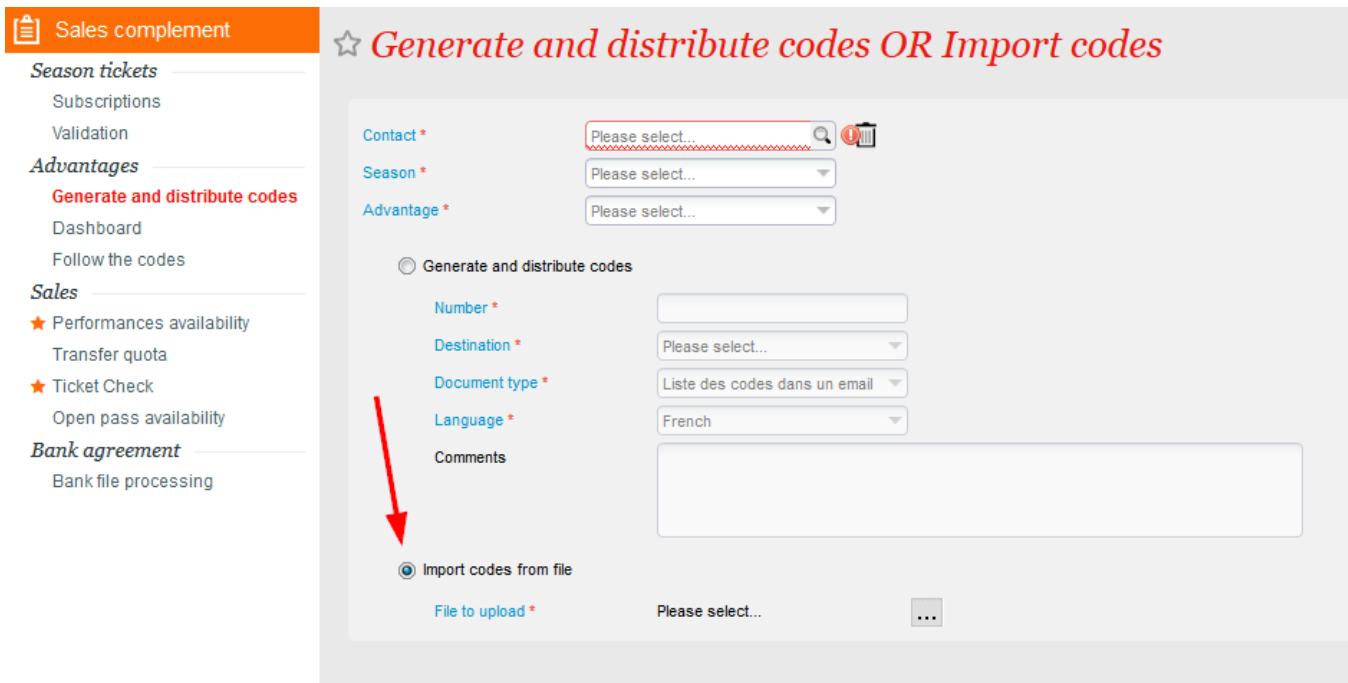 Sales complement
Generate and distribute codes OR Import codes
Season tickets
Subscriptions
Validation
Advantages
Generate and distribute codes
Dashboard
Follow the codes
Sales
Performances availability
Transfer quota
Ticket Check
Open pass availability
Bank agreement
Bank file processing
Contact * Please select...
Season * Please select...
Advantage * Please select...
Generate and distribute codes
Number *
Destination * Please select...
Document type * Liste des codes dans un email
Language * French
Comments
Import codes from file
File to upload * Please select... ...